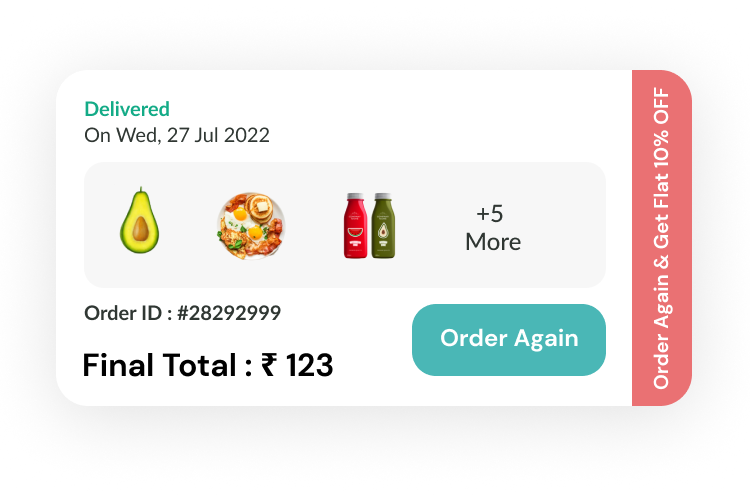 Delivered
On Wed, 27 Jul 2022
+5
More
Order ID : #28292999
Final Total : ₹ 123
Order Again
Order Again & Get Flat 10% OFF